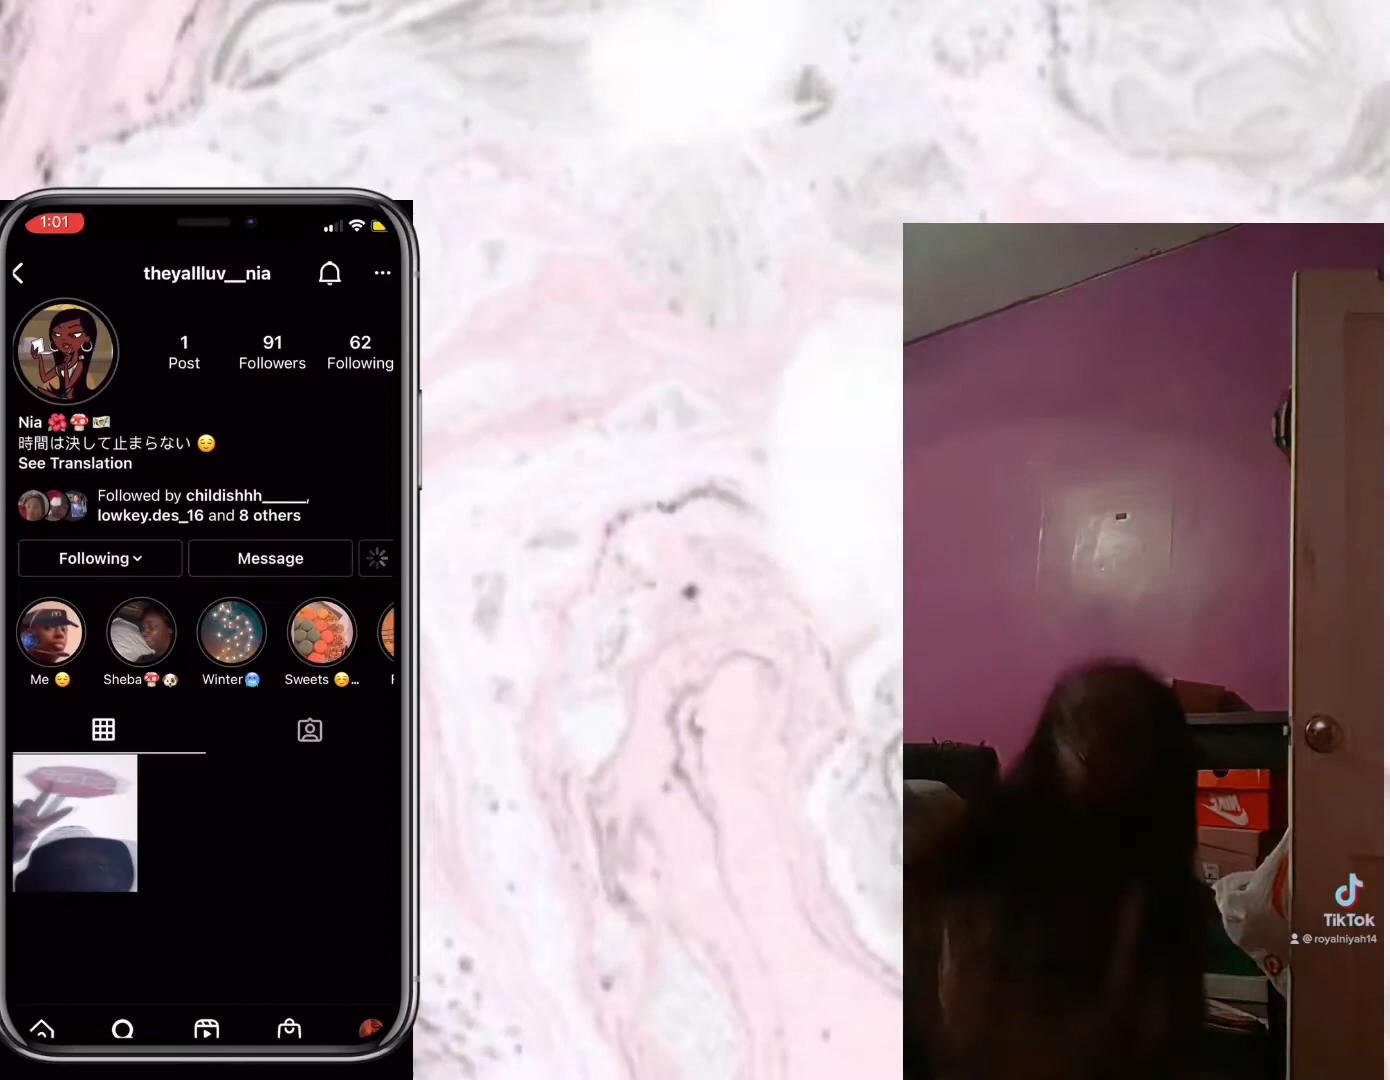 1:01
theyallluv__nia
1 91 62
Post Followers Following
Nia 🌺🍄💵
時間は決して止まらない 😌
See Translation
Followed by childishhh_____,
lowkey.des_16 and 8 others
Following Message
Me 😌 Sheba🍄🐶 Winter🥶 Sweets ☺️...
NIKE
TikTok
@royalniyah14